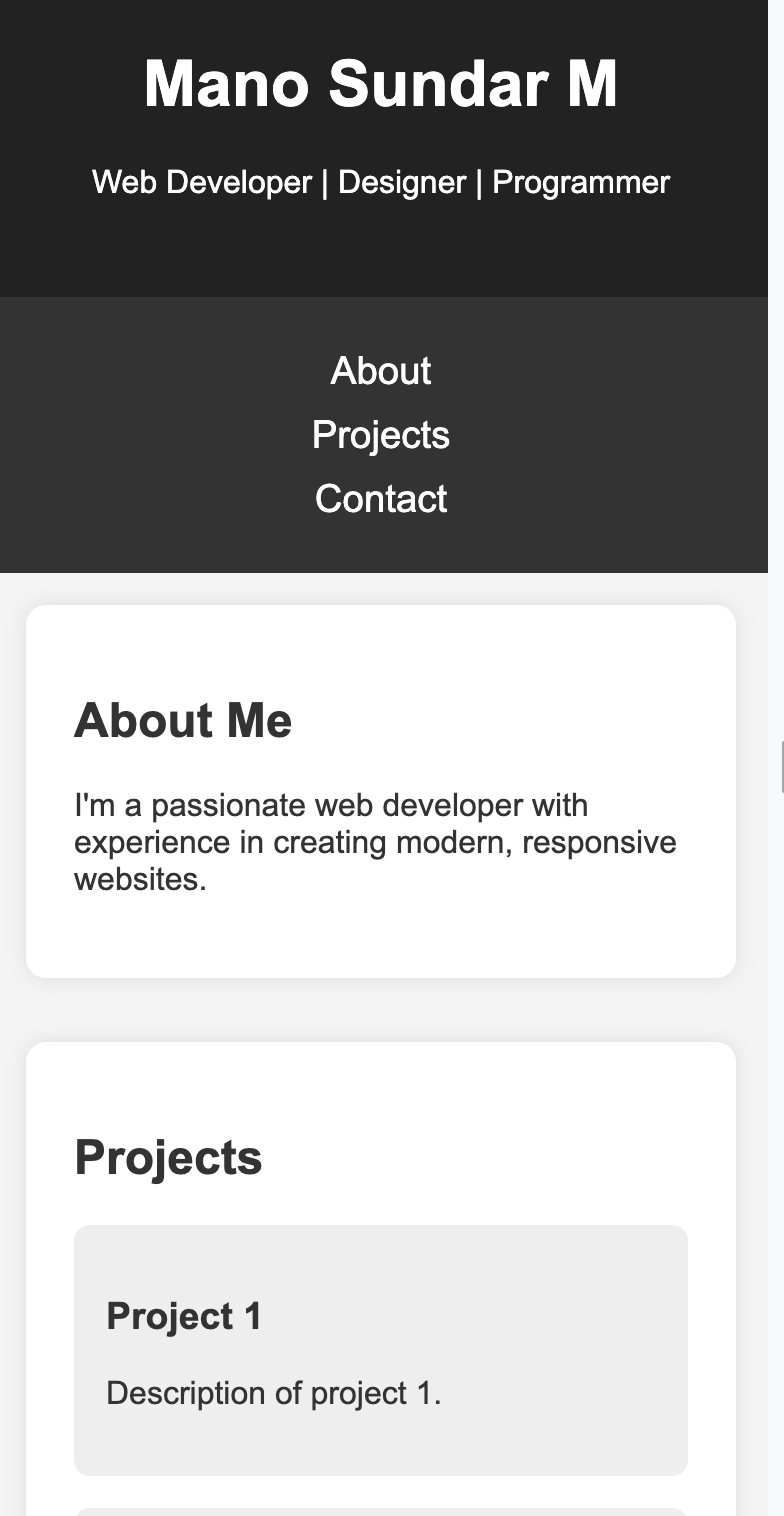 Mano Sundar M
Web Developer | Designer | Programmer
About
Projects
Contact
About Me
I'm a passionate web developer with
experience in creating modern, responsive
websites.
Projects
Project 1
Description of project 1.